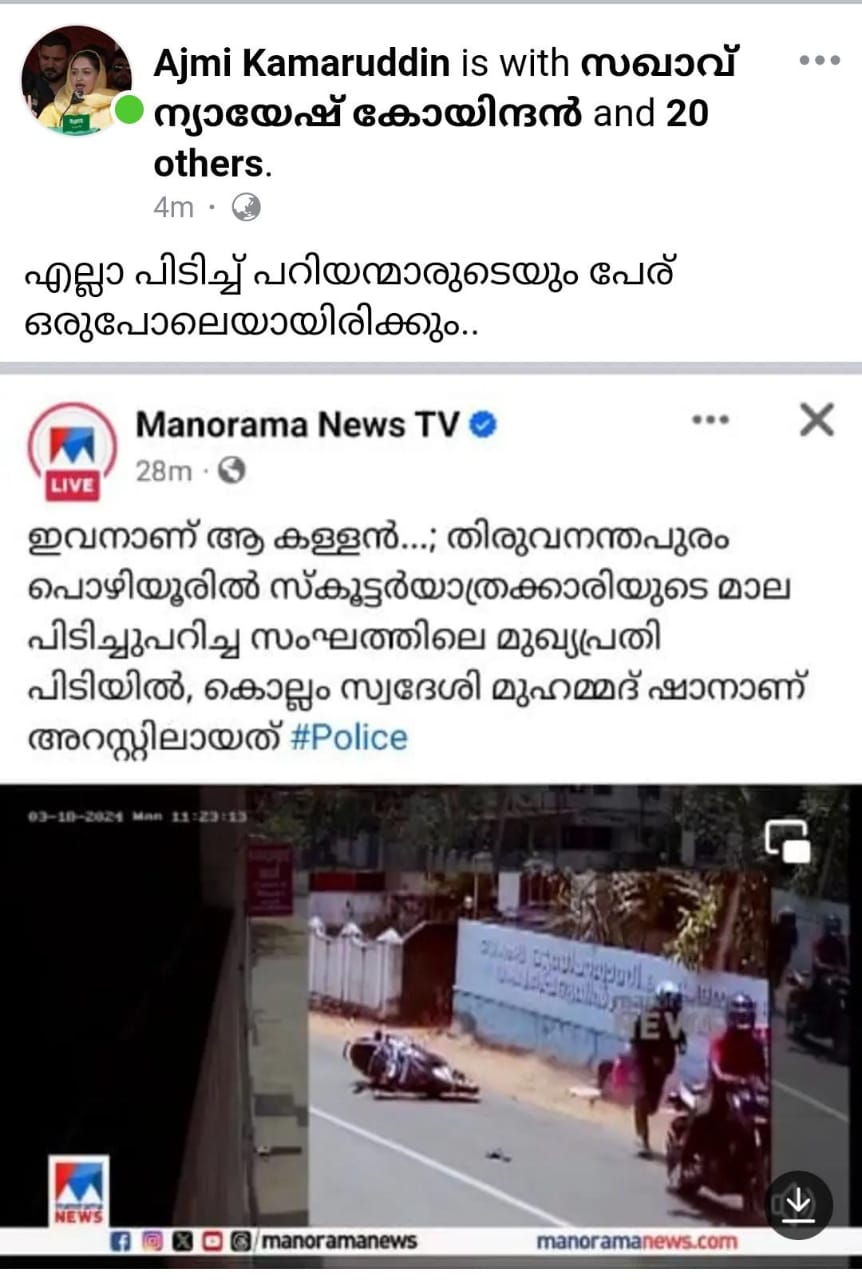 Ajmi Kamaruddin is with സഖാവ്
ന്യായേഷ് കോയിന്ദൻ and 20
others.
4m ·
എല്ലാ പിടിച്ച് പറിയന്മാരുടെയും പേര്
ഒരുപോലെയായിരിക്കും..
Manorama News TV
28m ·
LIVE
ഇവനാണ് ആ കള്ളൻ...; തിരുവനന്തപുരം
പൊഴിയൂരിൽ സ്കൂട്ടർയാത്രക്കാരിയുടെ മാല
പിടിച്ചുപറിച്ച സംഘത്തിലെ മുഖ്യപ്രതി
പിടിയിൽ, കൊല്ലം സ്വദേശി മുഹമ്മദ് ഷാനാണ്
അറസ്റ്റിലായത് #Police
03-18-2024 Mon 11:23:13
manorama
NEWS
manoramanews
manoramanews.com